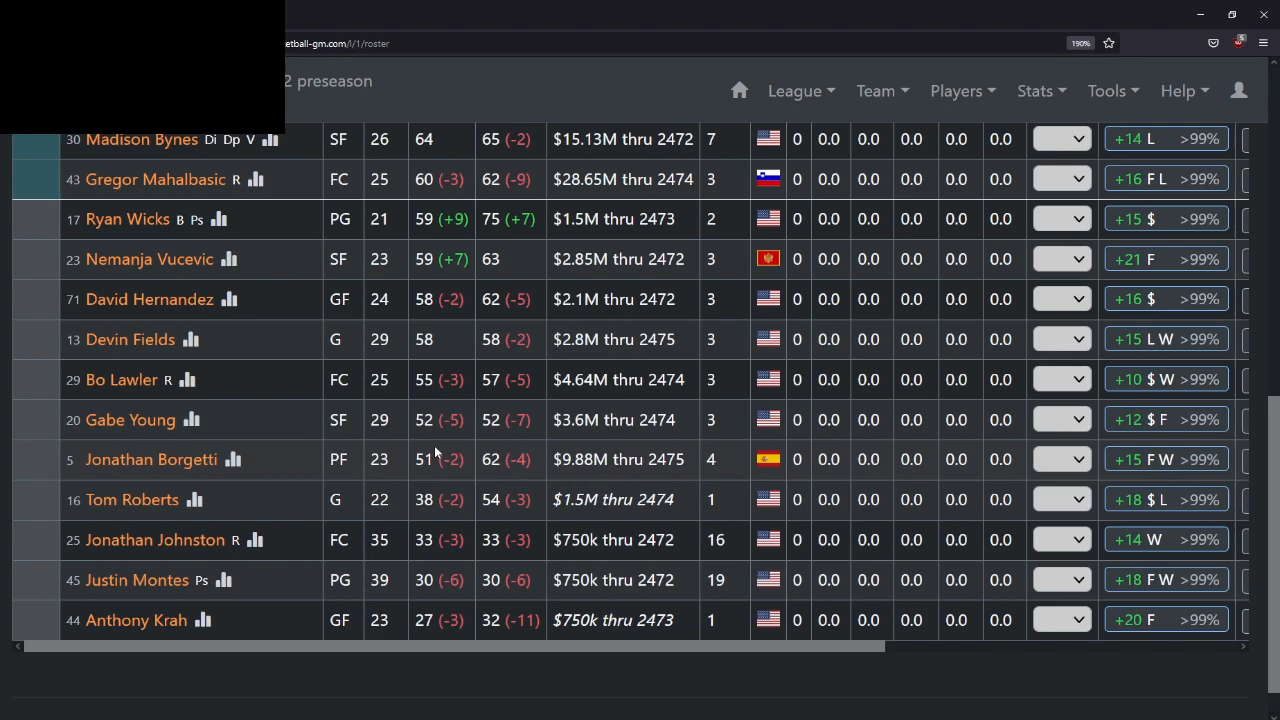 etball-gm.com/l/1/roster
190%
5
2 preseason
League Team Players Stats Tools Help
30 Madison Bynes Di Dp V SF 26 64 65 (-2) $15.13M thru 2472 7 0 0.0 0.0 0.0 0.0 0.0 +14 L >99%
43 Gregor Mahalbasic R FC 25 60 (-3) 62 (-9) $28.65M thru 2474 3 0 0.0 0.0 0.0 0.0 0.0 +16 F L >99%
17 Ryan Wicks B Ps PG 21 59 (+9) 75 (+7) $1.5M thru 2473 2 0 0.0 0.0 0.0 0.0 0.0 +15 $ >99%
23 Nemanja Vucevic SF 23 59 (+7) 63 $2.85M thru 2472 3 0 0.0 0.0 0.0 0.0 0.0 +21 F >99%
71 David Hernandez GF 24 58 (-2) 62 (-5) $2.1M thru 2472 3 0 0.0 0.0 0.0 0.0 0.0 +16 $ >99%
13 Devin Fields G 29 58 58 (-2) $2.8M thru 2475 3 0 0.0 0.0 0.0 0.0 0.0 +15 L W >99%
29 Bo Lawler R FC 25 55 (-3) 57 (-5) $4.64M thru 2474 3 0 0.0 0.0 0.0 0.0 0.0 +10 $ W >99%
20 Gabe Young SF 29 52 (-5) 52 (-7) $3.6M thru 2474 3 0 0.0 0.0 0.0 0.0 0.0 +12 $ F >99%
5 Jonathan Borgetti PF 23 51 (-2) 62 (-4) $9.88M thru 2475 4 0 0.0 0.0 0.0 0.0 0.0 +15 F W >99%
16 Tom Roberts G 22 38 (-2) 54 (-3) $1.5M thru 2474 1 0 0.0 0.0 0.0 0.0 0.0 +18 $ L >99%
25 Jonathan Johnston R FC 35 33 (-3) 33 (-3) $750k thru 2472 16 0 0.0 0.0 0.0 0.0 0.0 +14 W >99%
45 Justin Montes Ps PG 39 30 (-6) 30 (-6) $750k thru 2472 19 0 0.0 0.0 0.0 0.0 0.0 +18 F W >99%
44 Anthony Krah GF 23 27 (-3) 32 (-11) $750k thru 2473 1 0 0.0 0.0 0.0 0.0 0.0 +20 F >99%